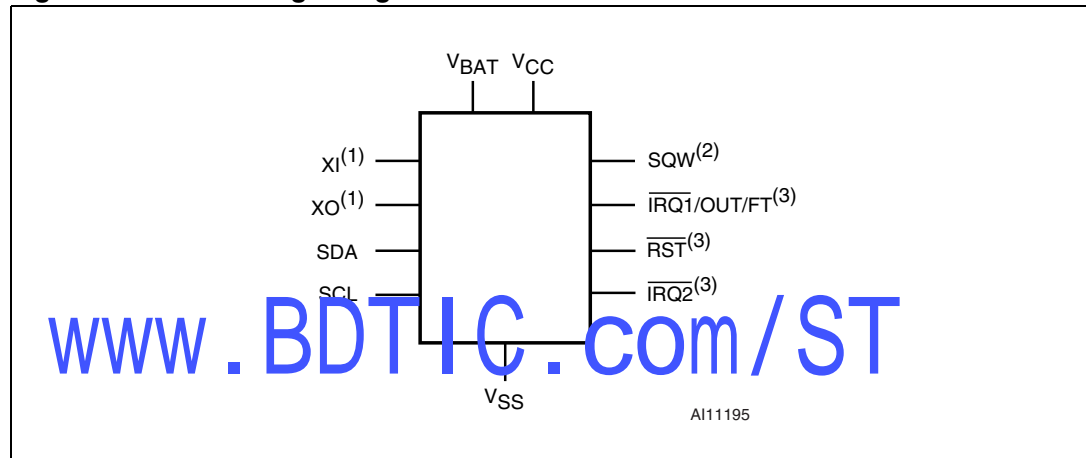 VBAT VCC
XI(1)
XO(1)
SDA
SCL
SQW(2)
IRQ1/OUT/FT(3)
RST(3)
IRQ2(3)
www.BDTIC.com/ST
VSS
AI11195